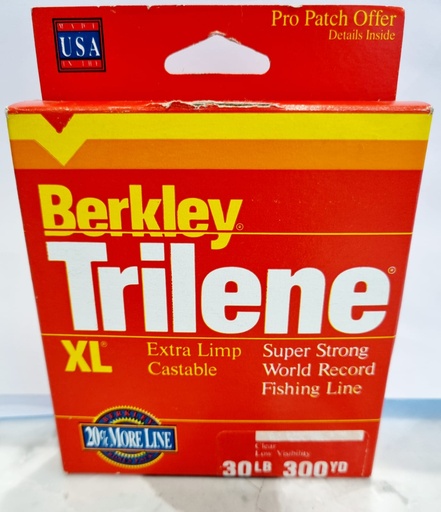 Pro Patch Offer
Details Inside
MADE
USA
IN THE
Berkley®
Trilene®
XL®
Extra Limp
Castable
Super Strong
World Record
Fishing Line
20% MORE LINE
Clear
Low Visibility
30LB 300YD